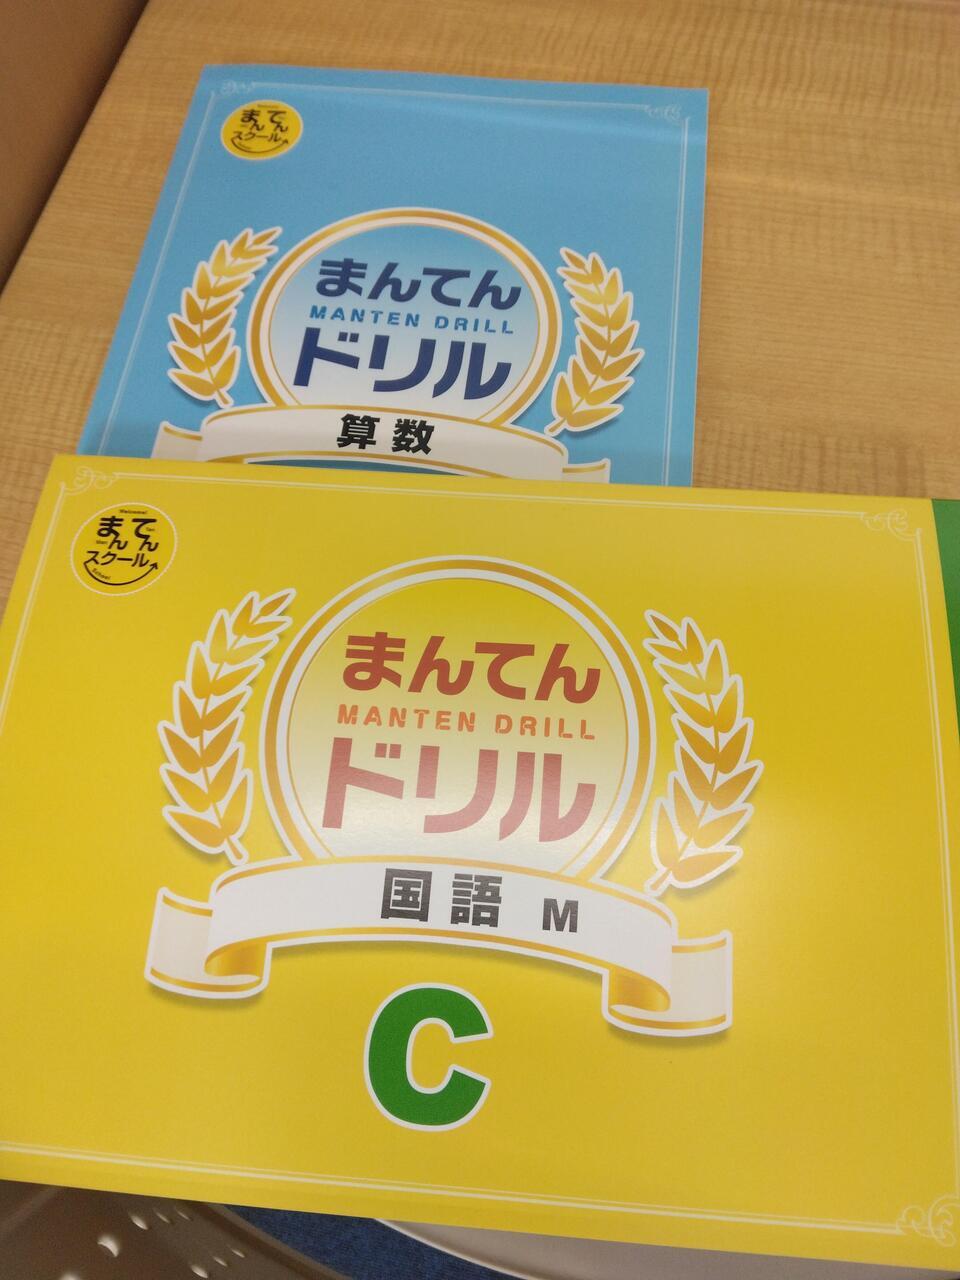 まんてん
スクール
まんてん
MANTEN DRILL
ドリル
算数
Welcome!
まんてん
スクール
School
まんてん
MANTEN DRILL
ドリル
国語 M
C